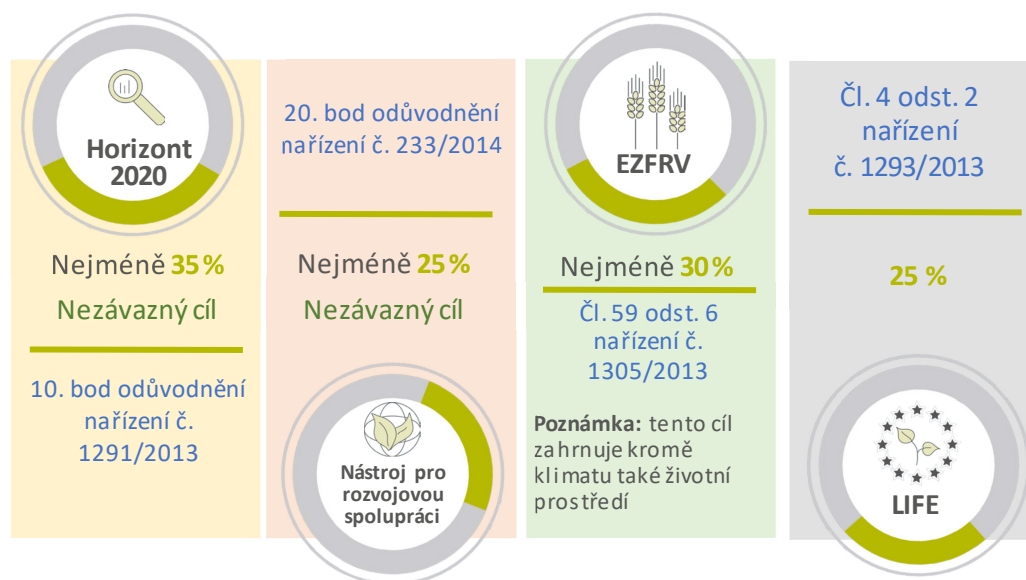 Horizont
2020
Nejméně 35 %
Nezávazný cíl
10. bod odůvodnění
nařízení č.
1291/2013
20. bod odůvodnění
nařízení č. 233/2014
Nejméně 25 %
Nezávazný cíl
Nástroj pro
rozvojovou
spolupráci
EZFRV
Nejméně 30 %
Čl. 59 odst. 6
nařízení č.
1305/2013
Poznámka: tento cíl
zahrnuje kromě
klimatu také životní
prostředí
Čl. 4 odst. 2
nařízení
č. 1293/2013
25 %
LIFE